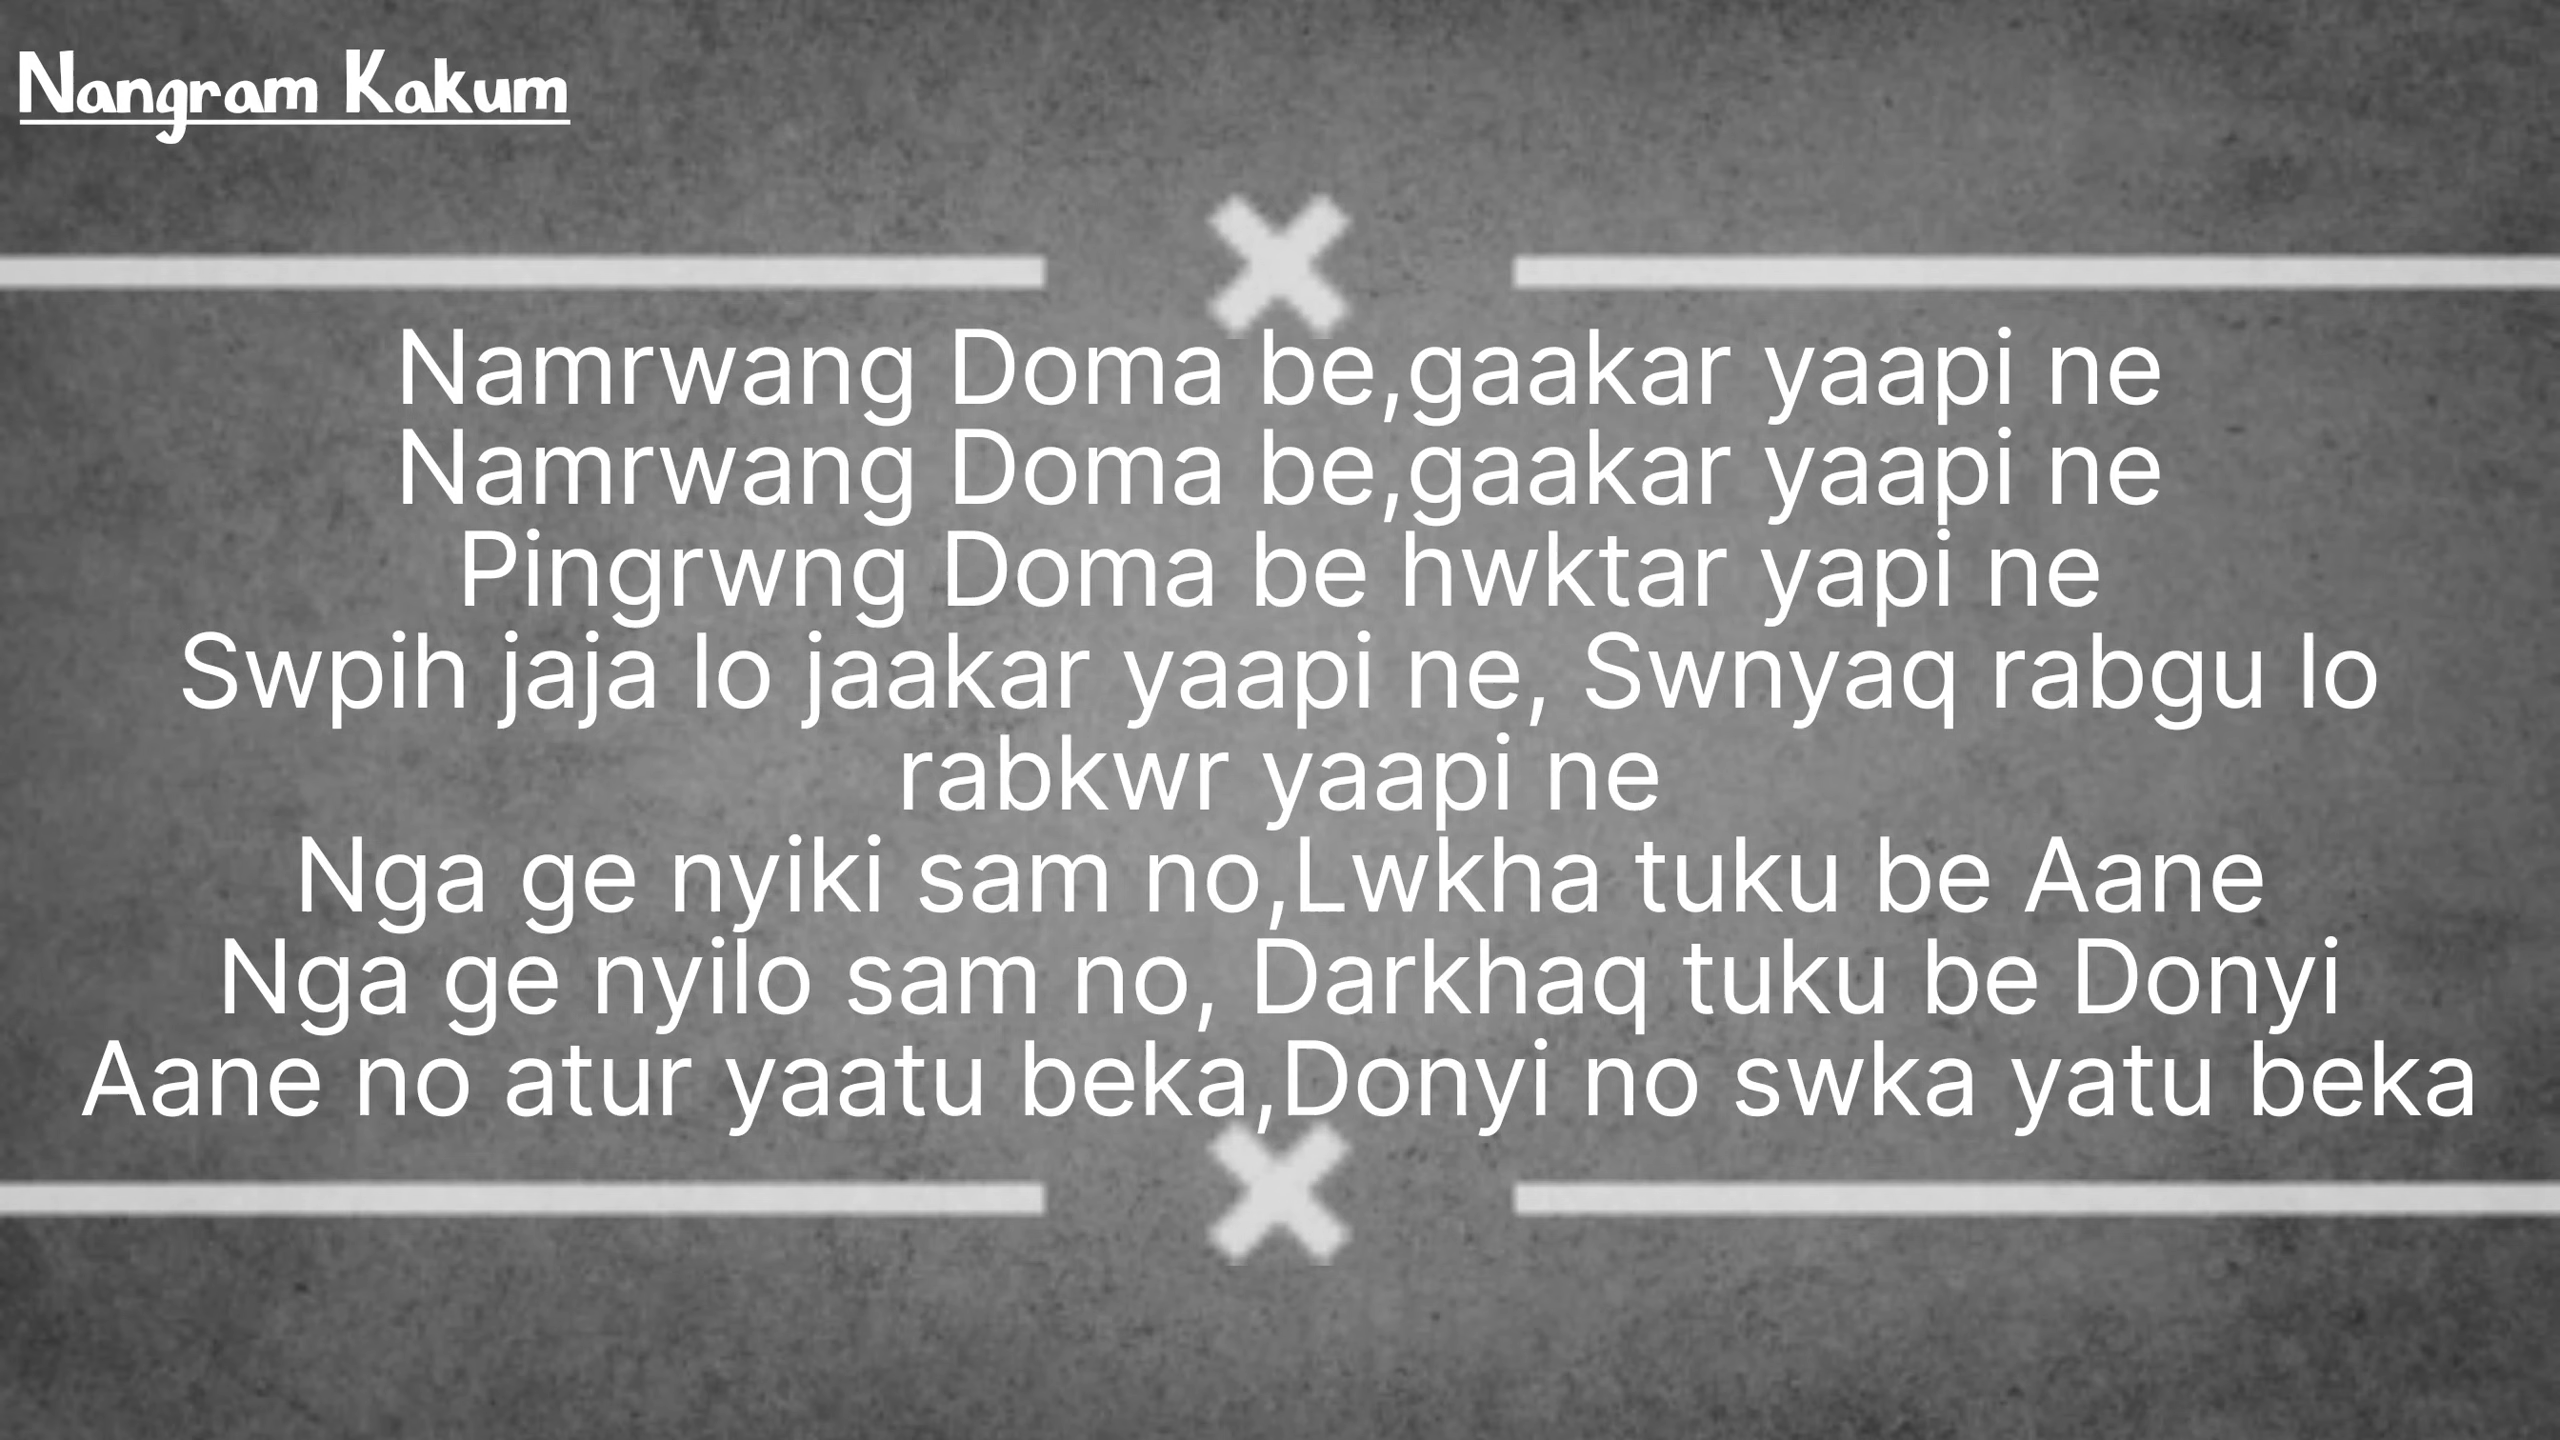 Nangram Kakum
Namrwang Doma be,gaakar yaapi ne
Namrwang Doma be,gaakar yaapi ne
Pingrwng Doma be hwktar yapi ne
Swpih jaja lo jaakar yaapi ne, Swnyaq rabgu lo
rabkwr yaapi ne
Nga ge nyiki sam no,Lwkha tuku be Aane
Nga ge nyilo sam no, Darkhaq tuku be Donyi
Aane no atur yaatu beka,Donyi no swka yatu beka